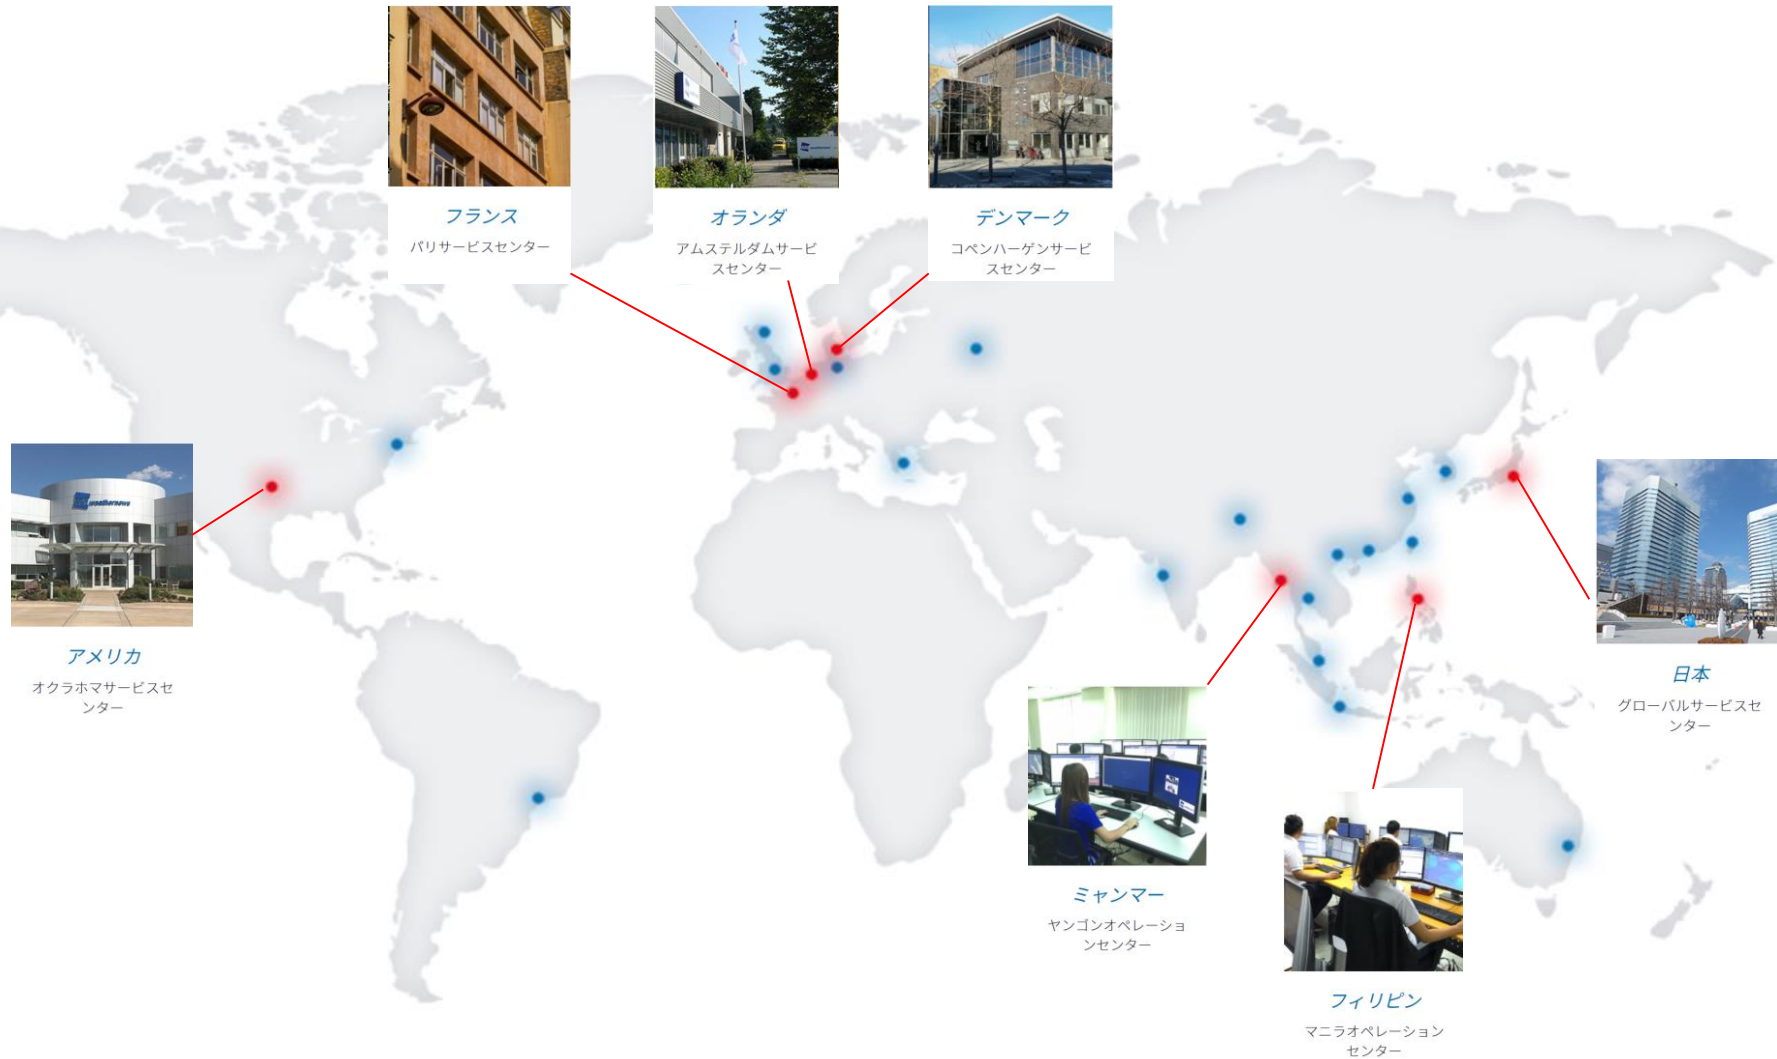 フランス
パリサービスセンター
オランダ
アムステルダムサービ
スセンター
デンマーク
コペンハーゲンサービ
スセンター
weathernews
アメリカ
オクラホマサービスセ
ンター
日本
グローバルサービスセ
ンター
ミャンマー
ヤンゴンオペレーショ
ンセンター
フィリピン
マニラオペレーション
センター